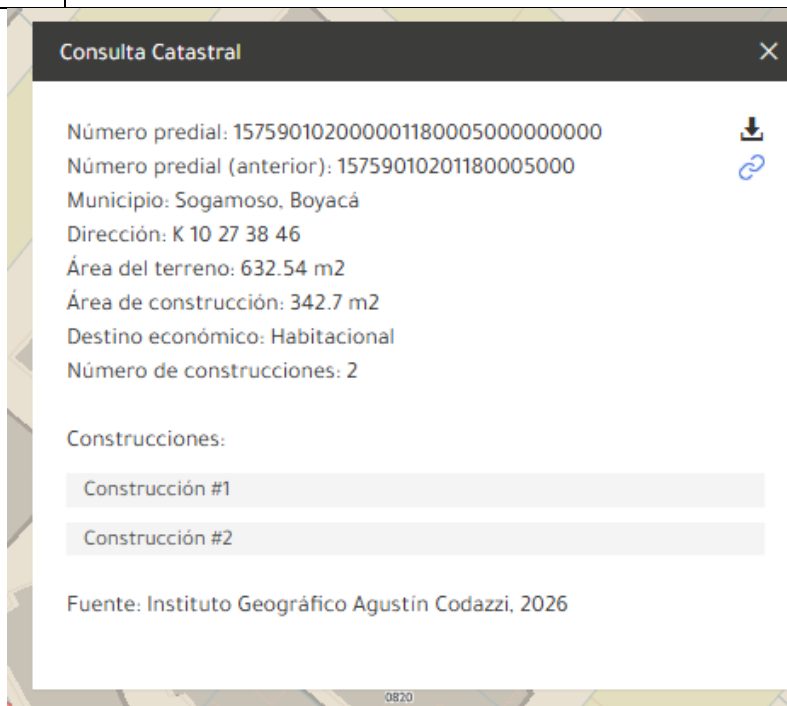 Consulta Catastral
Número predial: 157590102000001180005000000000
Número predial (anterior): 15759010201180005000
Municipio: Sogamoso, Boyacá
Dirección: K 10 27 38 46
Área del terreno: 632.54 m2
Área de construcción: 342.7 m2
Destino económico: Habitacional
Número de construcciones: 2
Construcciones:
Construcción #1
Construcción #2
Fuente: Instituto Geográfico Agustín Codazzi, 2026
0820